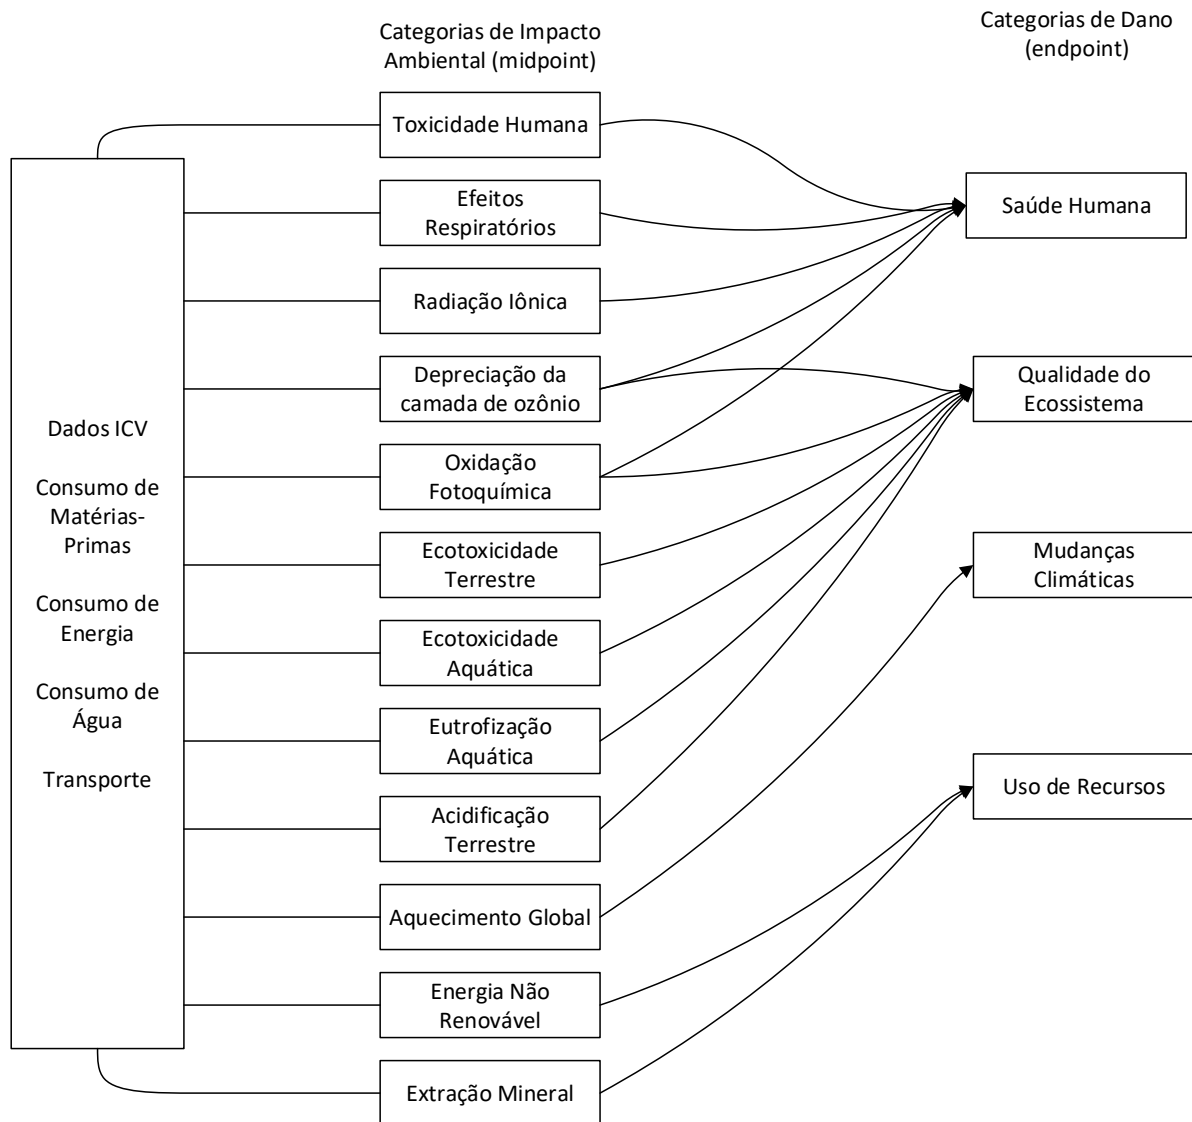 Categorias de Impacto
Ambiental (midpoint)
Categorias de Dano
(endpoint)
Dados ICV
Consumo de
Matérias-
Primas
Consumo de
Energia
Consumo de
Água
Transporte
Toxicidade Humana
Efeitos
Respiratórios
Radiação Iônica
Depreciação da
camada de ozônio
Oxidação
Fotoquímica
Ecotoxicidade
Terrestre
Ecotoxicidade
Aquática
Eutrofização
Aquática
Acidificação
Terrestre
Aquecimento Global
Energia Não
Renovável
Extração Mineral
Saúde Humana
Qualidade do
Ecossistema
Mudanças
Climáticas
Uso de Recursos